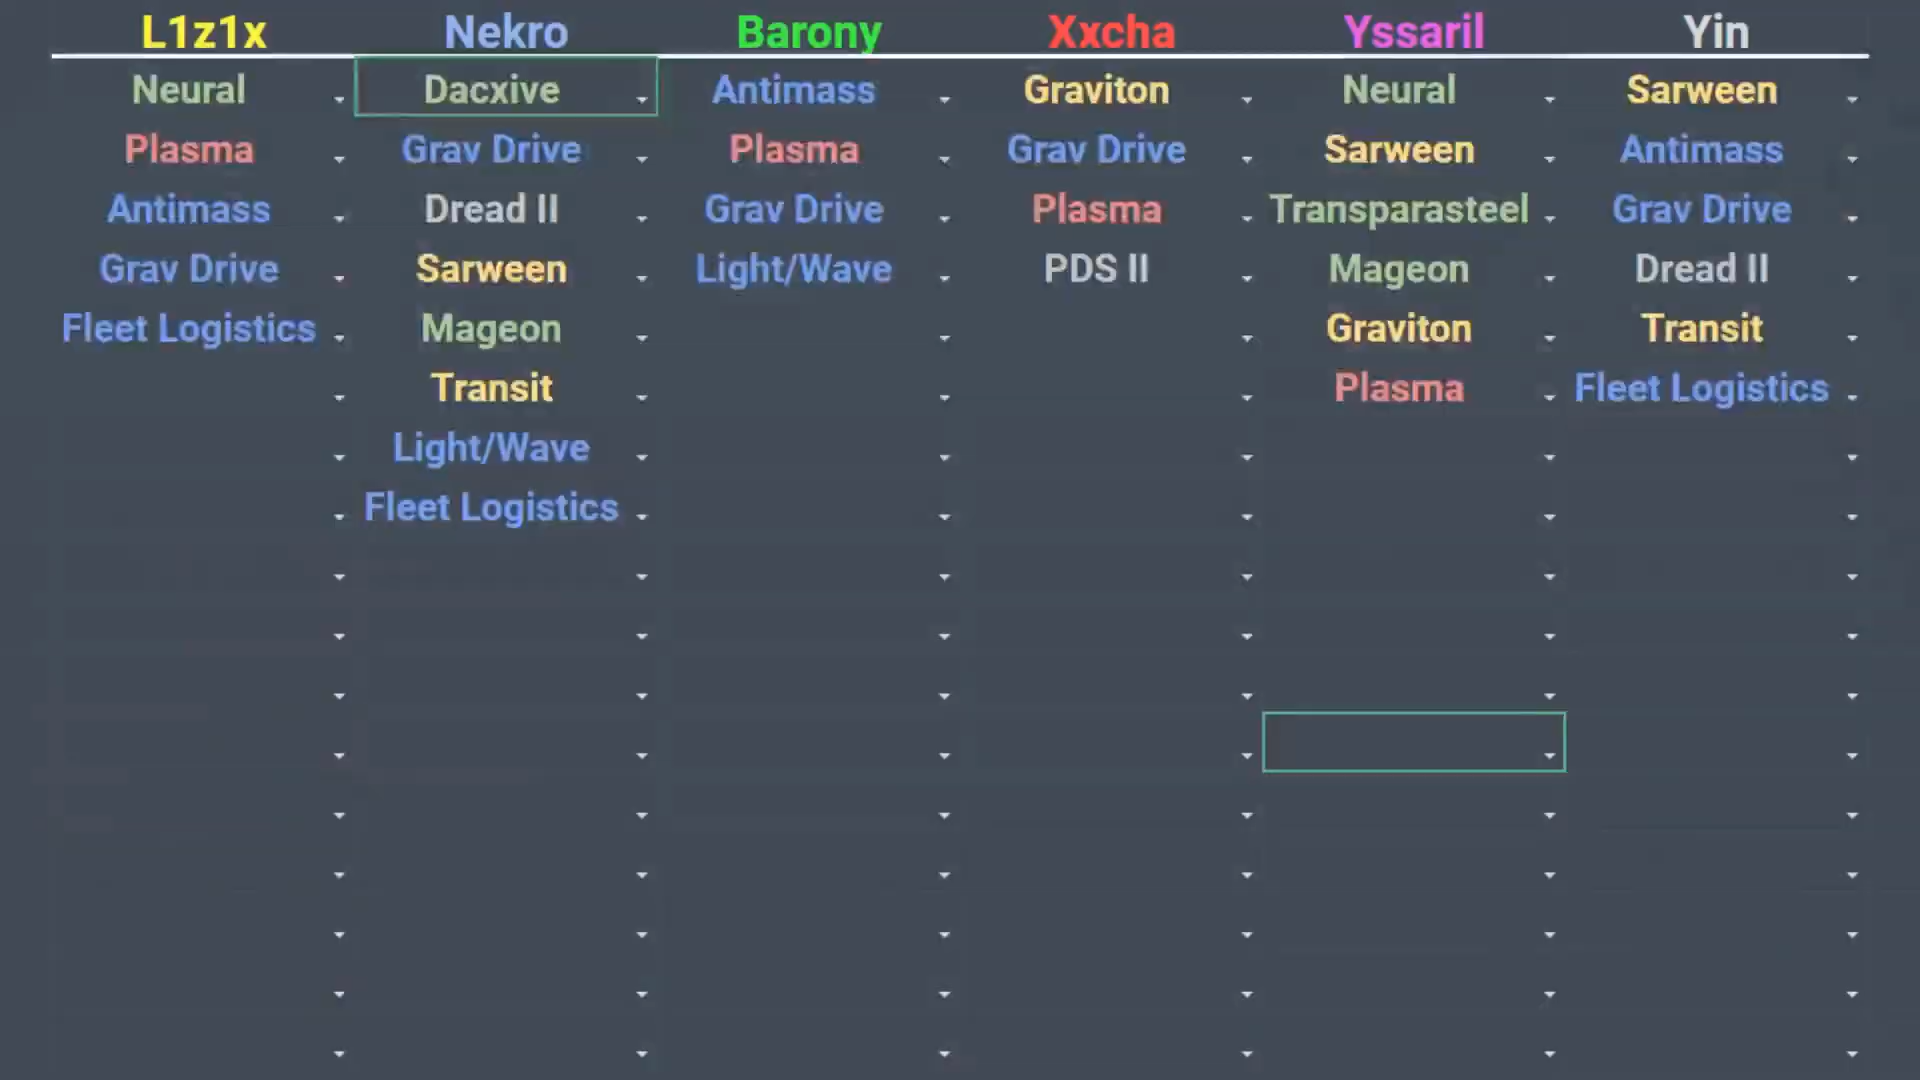 L1z1x Nekro Barony Xxcha Yssaril Yin
Neural Dacxive Antimass Graviton Neural Sarween
Plasma Grav Drive Plasma Grav Drive Sarween Antimass
Antimass Dread II Grav Drive Plasma Transparasteel Grav Drive
Grav Drive Sarween Light/Wave PDS II Mageon Dread II
Fleet Logistics Mageon Graviton Transit
Transit Plasma Fleet Logistics
Light/Wave
Fleet Logistics